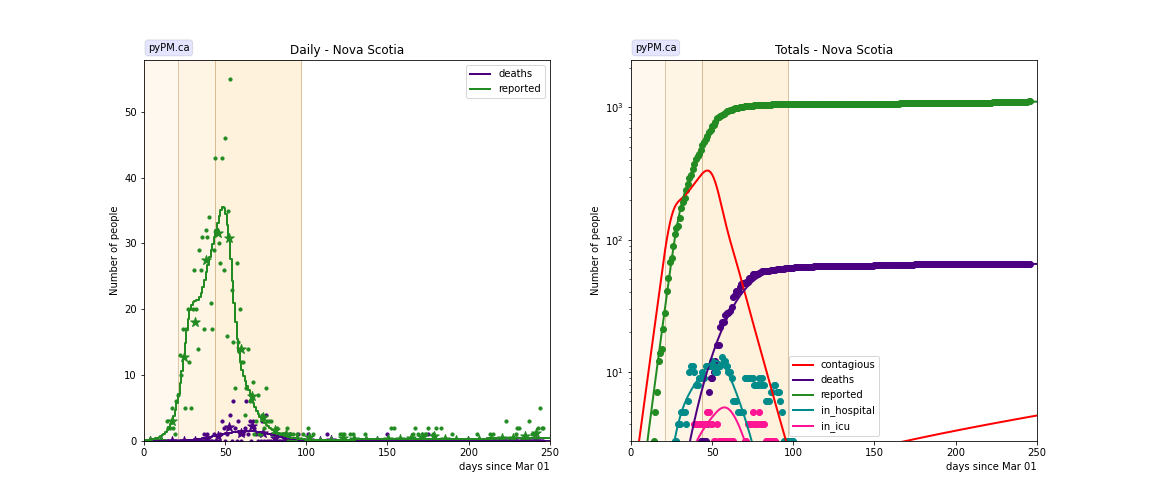 pyPM.ca
Daily - Nova Scotia
deaths
reported
Number of people
50
40
30
20
10
0
0
50
100
150
200
250
days since Mar 01
pyPM.ca
Totals - Nova Scotia
Number of people
10³
10²
10¹
contagious
deaths
reported
in_hospital
in_icu
0
50
100
150
200
250
days since Mar 01